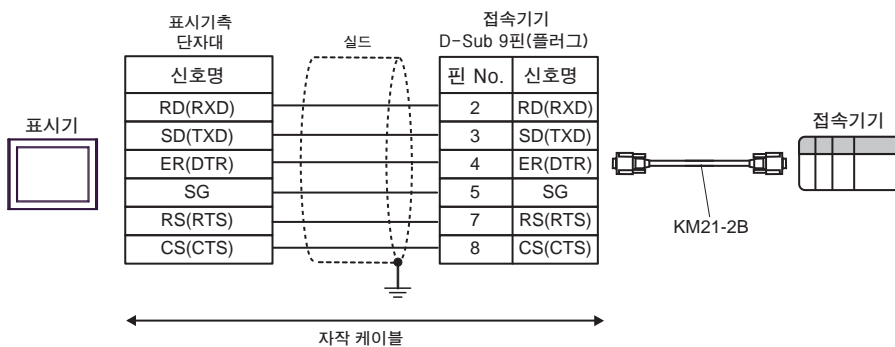 표시기측
단자대
실드
접속기기
D-Sub 9핀(플러그)
신호명
핀 No.
신호명
RD(RXD)
2
RD(RXD)
SD(TXD)
3
SD(TXD)
ER(DTR)
4
ER(DTR)
SG
5
SG
RS(RTS)
7
RS(RTS)
CS(CTS)
8
CS(CTS)
표시기
접속기기
KM21-2B
자작 케이블